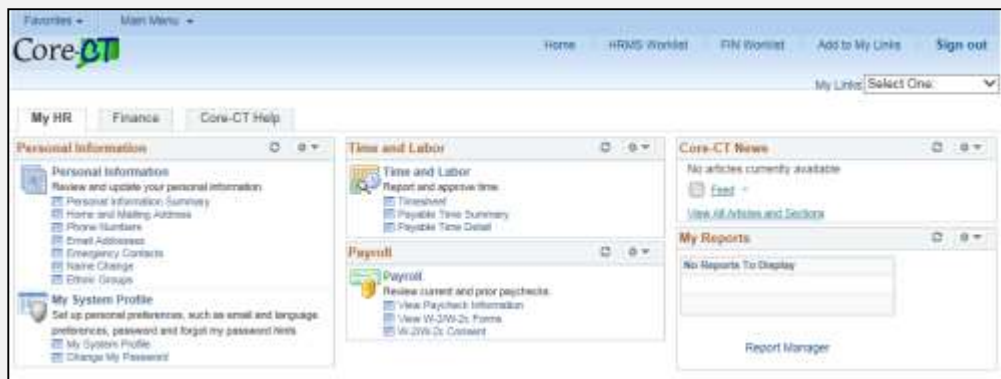 Favorites Main Menu
Core-CT
Home HRMS Worklist FIN Worklist Add to My Links Sign out
My Links Select One:
My HR Finance Core-CT Help
Personal Information
Personal Information
Review and update your personal information.
Personal Information Summary
Home and Mailing Address
Phone Numbers
Email Addresses
Emergency Contacts
Name Change
Ethnic Groups
My System Profile
Set up personal preferences, such as email and language
preferences, password and forgot my password hints
My System Profile
Change My Password
Time and Labor
Time and Labor
Report and approve time.
Timesheet
Payable Time Summary
Payable Time Detail
Payroll
Payroll
Review current and prior paychecks.
View Paycheck Information
View W-2/W-2c Forms
W-2/W-2c Consent
Core-CT News
No articles currently available
Feed
View All Articles and Sections
My Reports
No Reports To Display
Report Manager